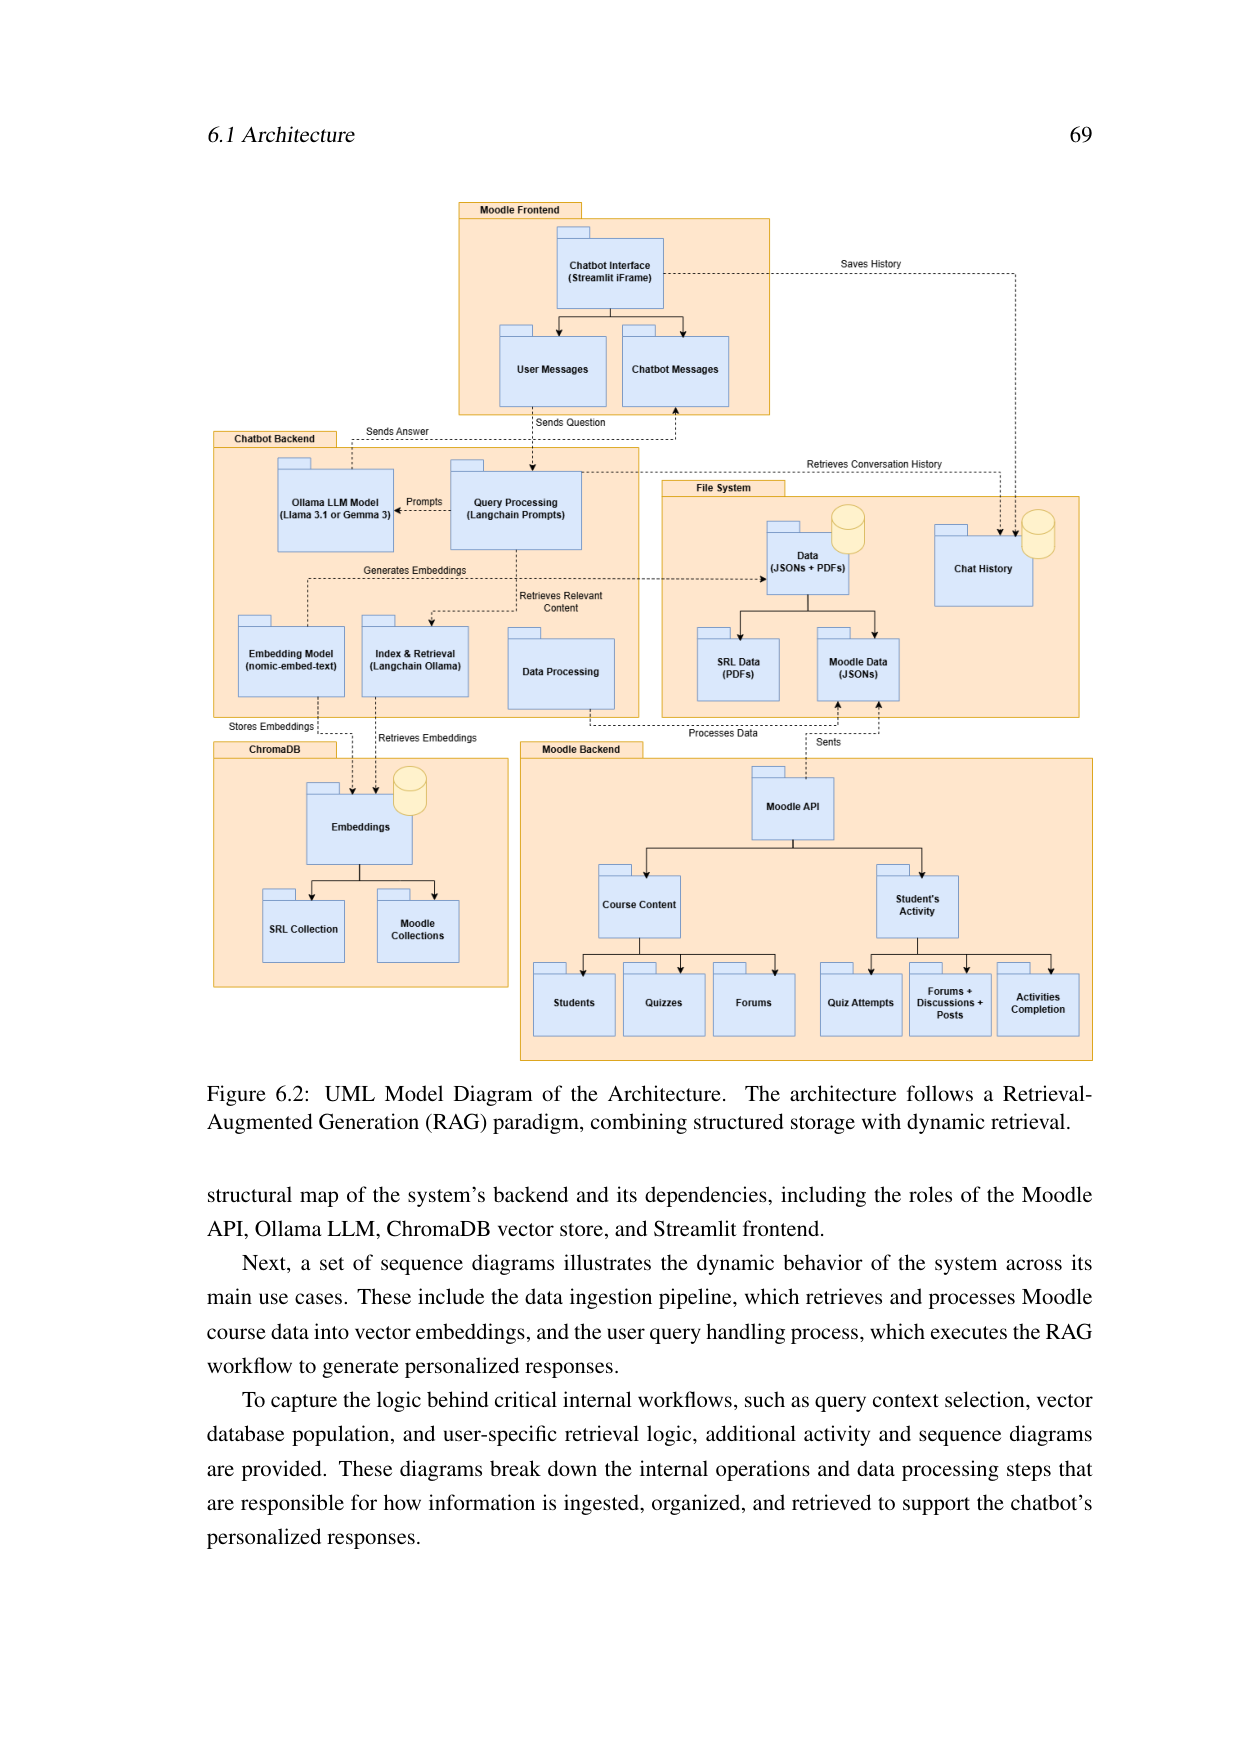 6.1 Architecture
69
Moodle Frontend
Chatbot Interface
(Streamlit iFrame)
Saves History
User Messages
Chatbot Messages
Sends Question
Sends Answer
Chatbot Backend
Retrieves Conversation History
File System
Ollama LLM Model
(Llama 3.1 or Gemma 3)
Prompts
Query Processing
(Langchain Prompts)
Data
(JSONs + PDFs)
Chat History
Generates Embeddings
Retrieves Relevant
Content
Embedding Model
(nomic-embed-text)
Index & Retrieval
(Langchain Ollama)
Data Processing
SRL Data
(PDFs)
Moodle Data
(JSONs)
Stores Embeddings
Retrieves Embeddings
Processes Data
Sents
ChromaDB
Moodle Backend
Embeddings
Moodle API
SRL Collection
Moodle
Collections
Course Content
Student's
Activity
Students
Quizzes
Forums
Quiz Attempts
Forums +
Discussions +
Posts
Activities
Completion
Figure 6.2: UML Model Diagram of the Architecture. The architecture follows a Retrieval-
Augmented Generation (RAG) paradigm, combining structured storage with dynamic retrieval.
structural map of the system's backend and its dependencies, including the roles of the Moodle
API, Ollama LLM, ChromaDB vector store, and Streamlit frontend.
Next, a set of sequence diagrams illustrates the dynamic behavior of the system across its
main use cases. These include the data ingestion pipeline, which retrieves and processes Moodle
course data into vector embeddings, and the user query handling process, which executes the RAG
workflow to generate personalized responses.
To capture the logic behind critical internal workflows, such as query context selection, vector
database population, and user-specific retrieval logic, additional activity and sequence diagrams
are provided. These diagrams break down the internal operations and data processing steps that
are responsible for how information is ingested, organized, and retrieved to support the chatbot's
personalized responses.